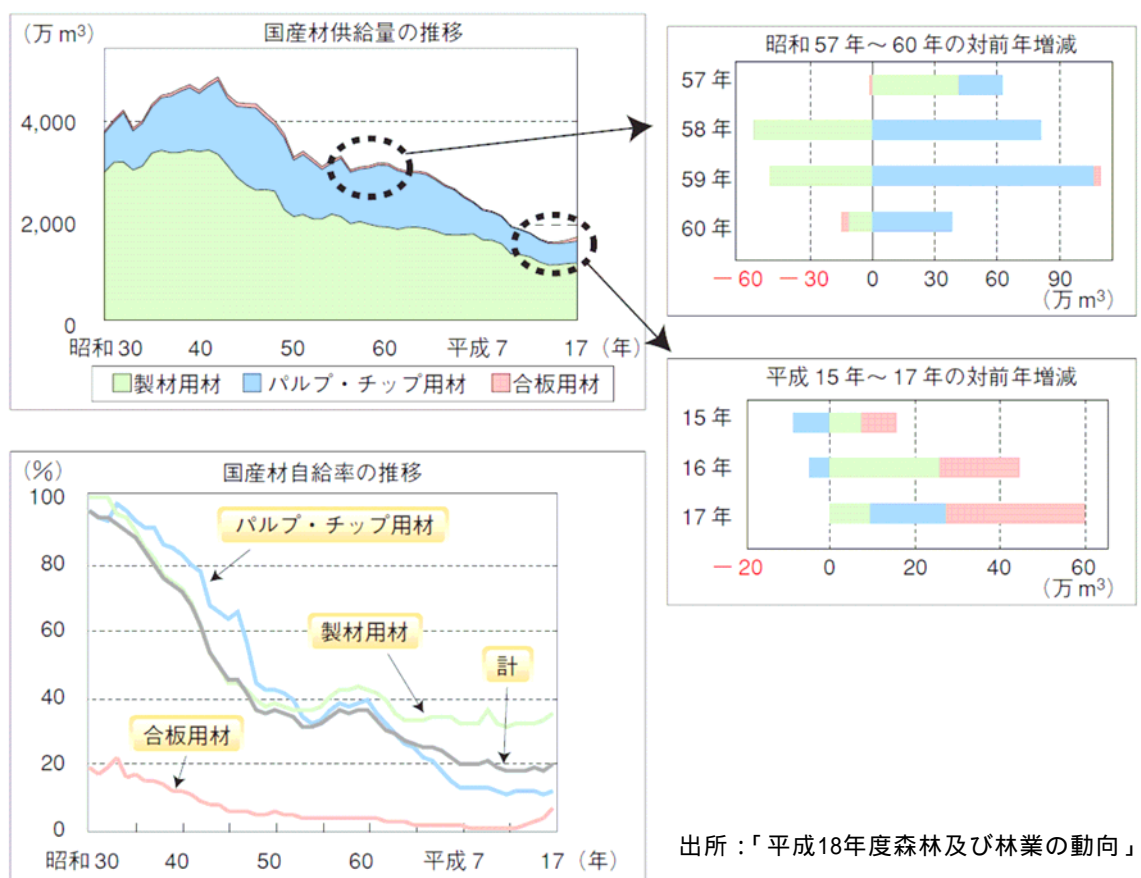 国産材供給量の推移
(万 m³)
4,000
2,000
0
昭和 30 40 50 60 平成 7 17 (年)
製材用材 パルプ・チップ用材 合板用材
昭和 57 年～ 60 年の対前年増減
57 年
58 年
59 年
60 年
－ 60 － 30 0 30 60 90
(万 m³)
平成 15 年～ 17 年の対前年増減
15 年
16 年
17 年
－ 20 0 20 40 60
(万 m³)
国産材自給率の推移
(%)
100
80
60
40
20
0
パルプ・チップ用材
製材用材
計
合板用材
昭和 30 40 50 60 平成 7 17 (年)
出所：「平成18年度森林及び林業の動向」